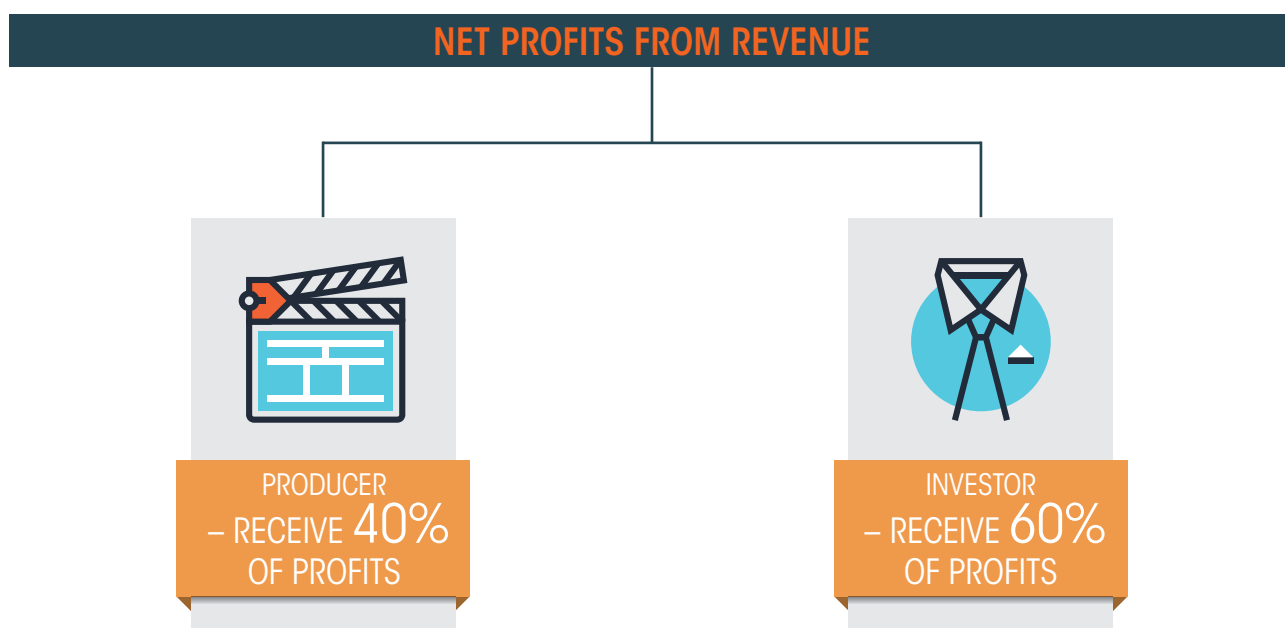 NET PROFITS FROM REVENUE
PRODUCER
– RECEIVE 40%
OF PROFITS
INVESTOR
– RECEIVE 60%
OF PROFITS